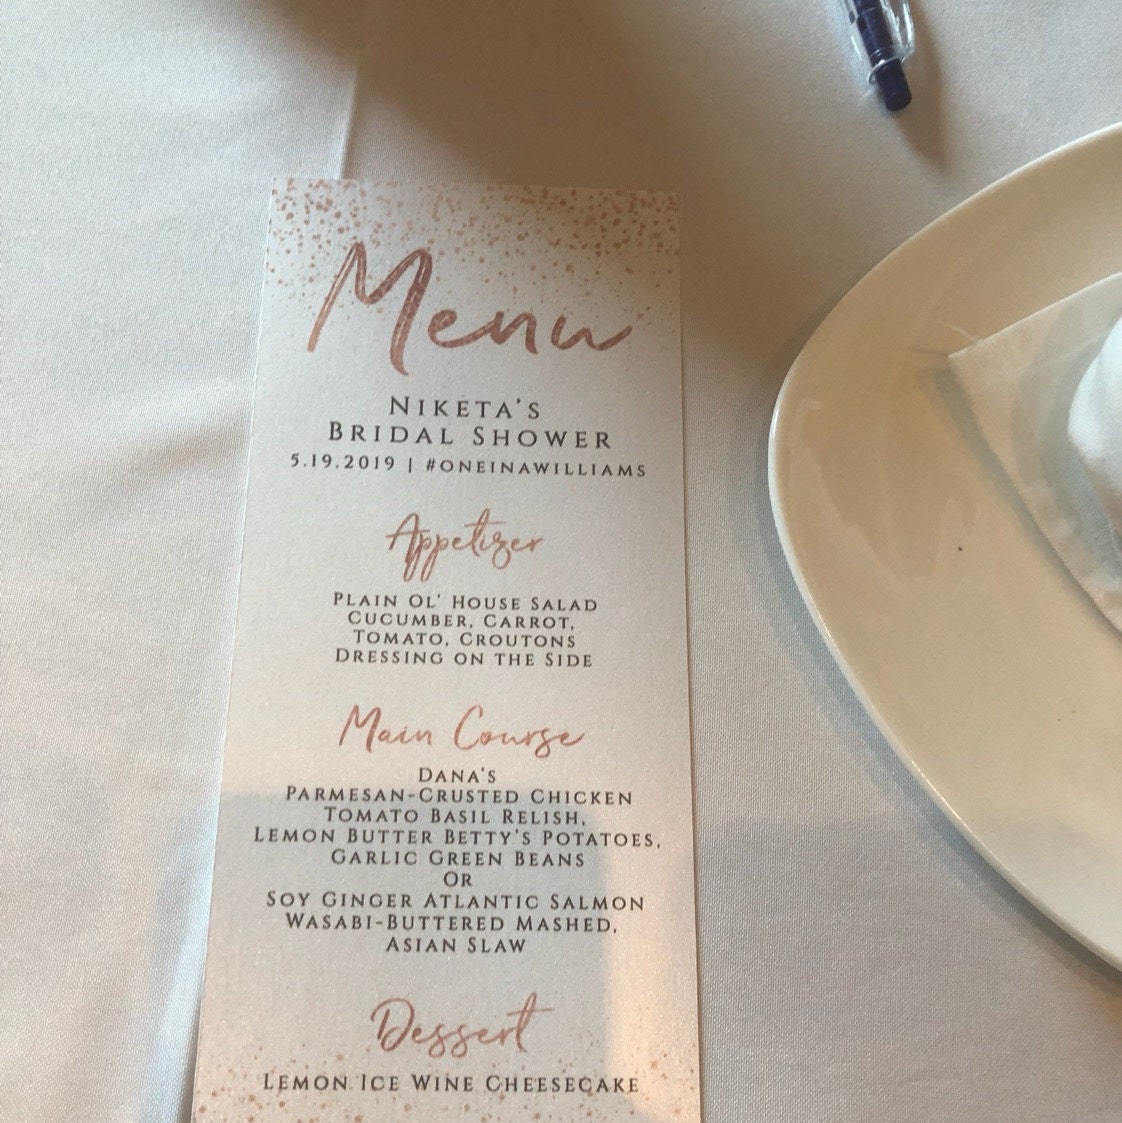 Menu
Niketa's
Bridal Shower
5.19.2019 | #oneinawilliams
Appetizer
Plain Ol' House Salad
Cucumber, Carrot,
Tomato, Croutons
Dressing on the Side
Main Course
Dana's
Parmesan-Crusted Chicken
Tomato Basil Relish,
Lemon Butter Betty's Potatoes,
Garlic Green Beans
or
Soy Ginger Atlantic Salmon
Wasabi-Buttered Mashed,
Asian Slaw
Dessert
Lemon Ice Wine Cheesecake